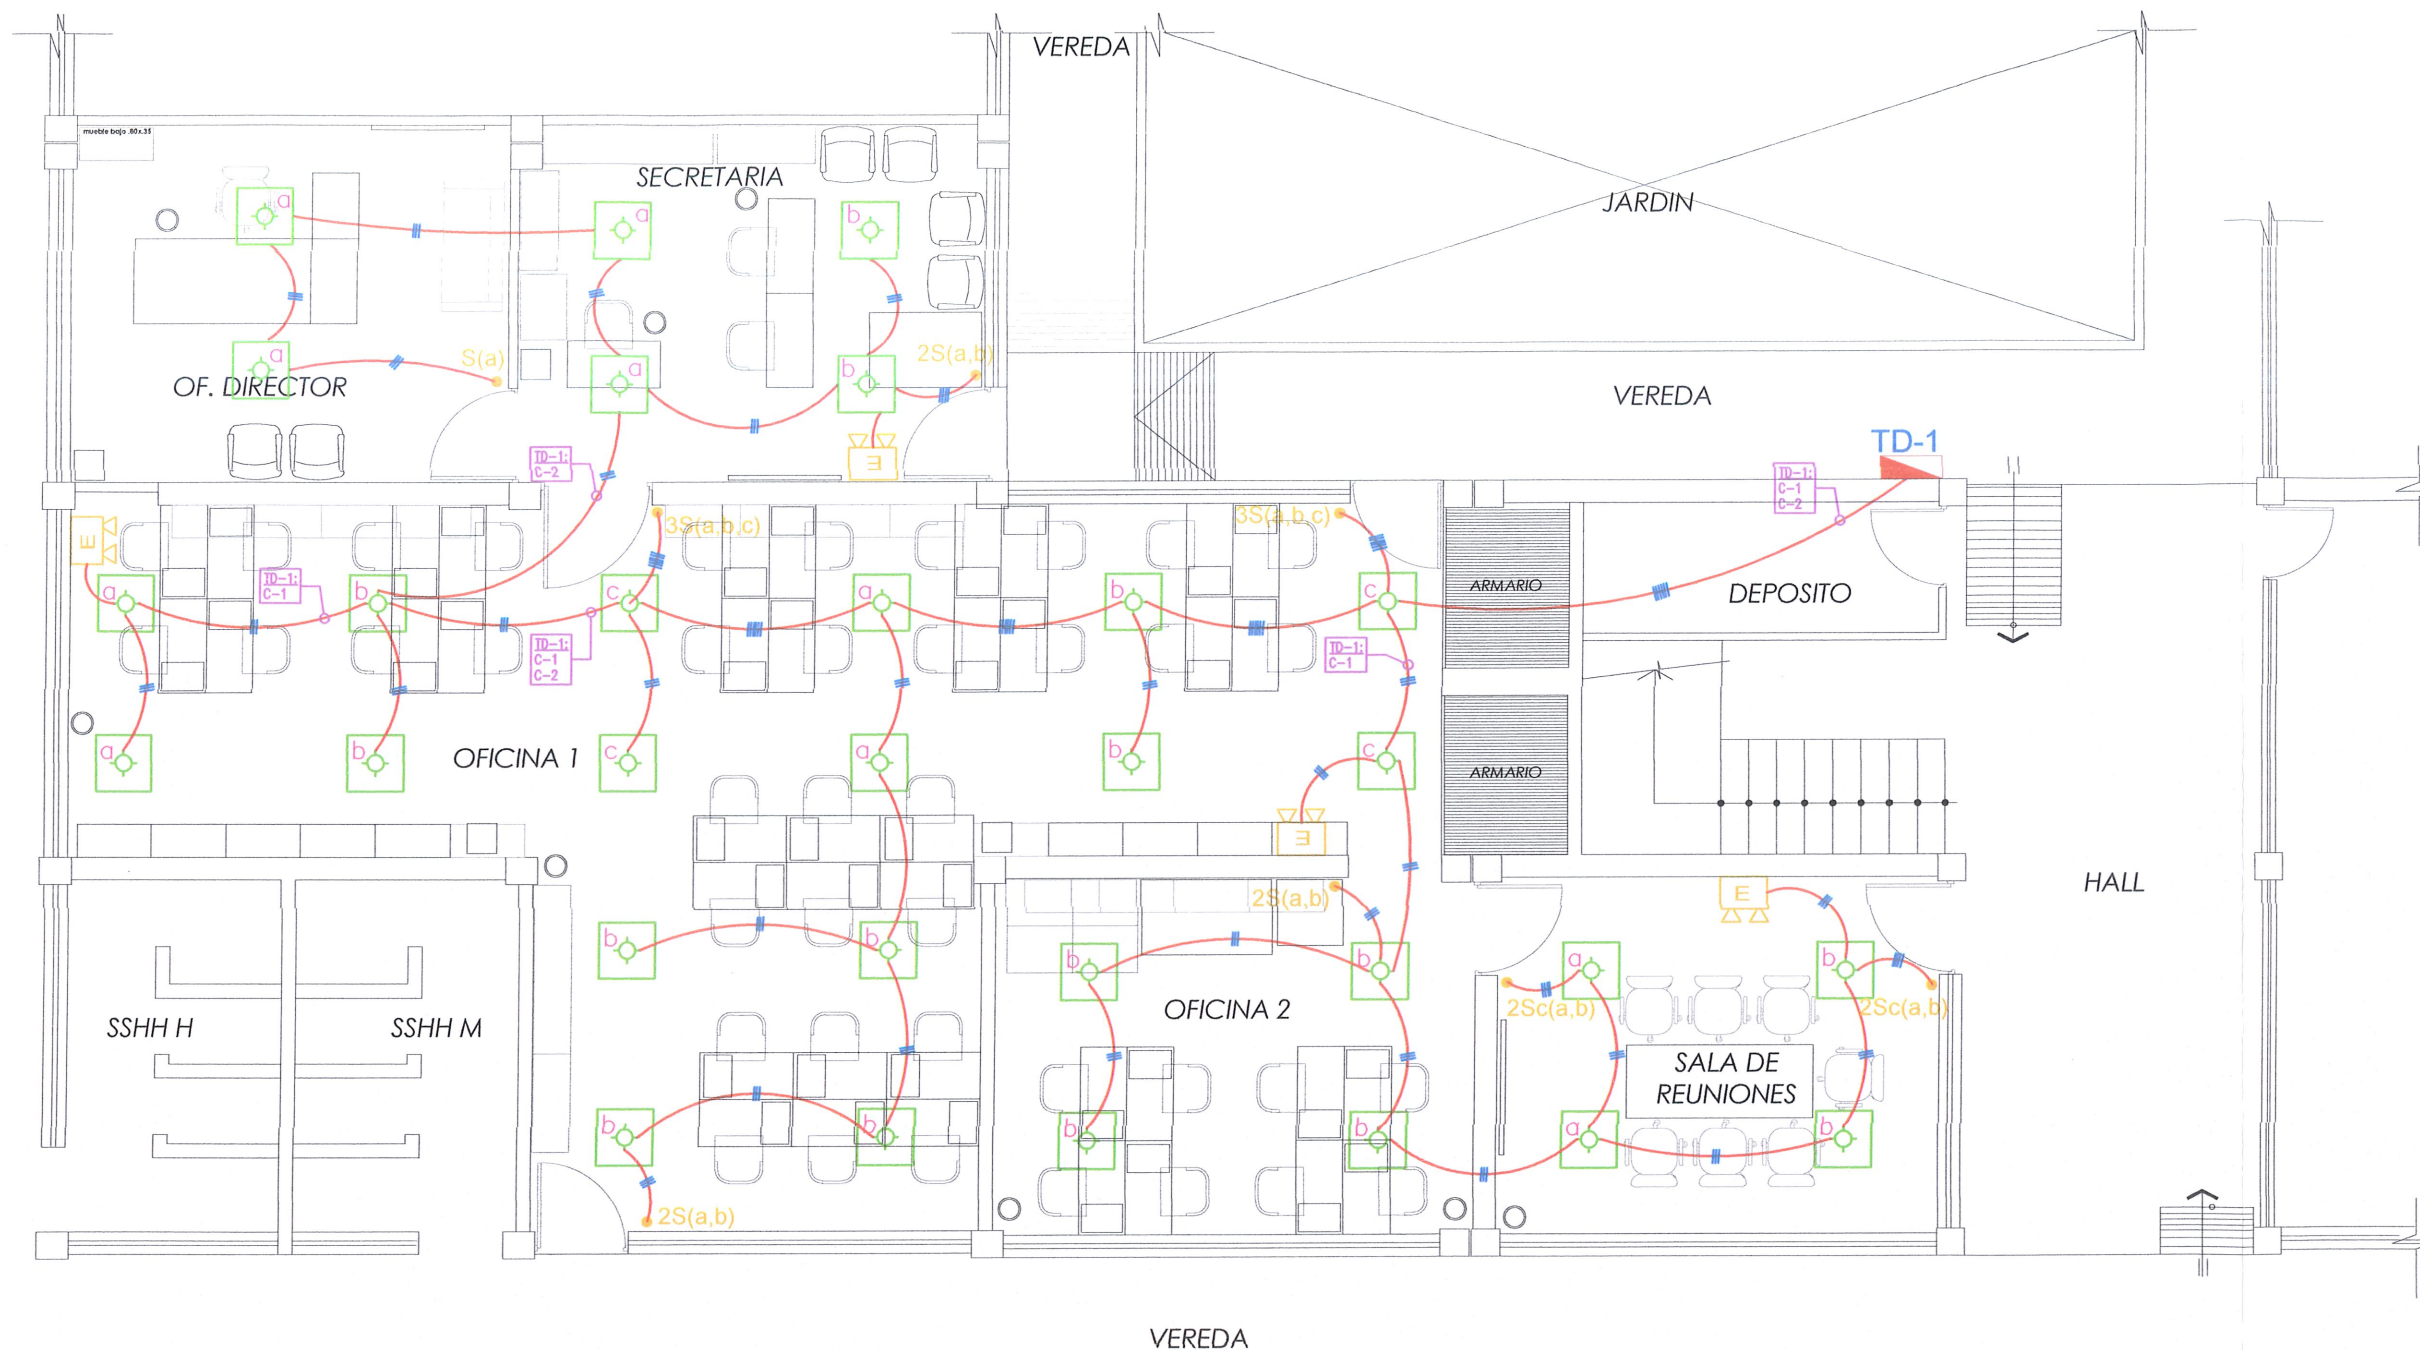 VEREDA
mueble bajo .80x.35
SECRETARIA
JARDIN
a
a
b
S(a)
2S(a,b)
a
OF. DIRECTOR
a
b
VEREDA
TD-1
E
TD-1:
C-2
TD-1:
C-1
C-2
3S(a,b,c)
3S(a,b,c)
E
TD-1:
C-1
a
b
c
a
b
c
ARMARIO
DEPOSITO
TD-1:
C-1
C-2
TD-1:
C-1
a
b
c
a
b
c
OFICINA 1
ARMARIO
E
2S(a,b)
E
HALL
b
b
b
b
a
b
OFICINA 2
2Sc(a,b)
2Sc(a,b)
SSHH H
SSHH M
SALA DE
REUNIONES
b
b
b
b
a
b
2S(a,b)
VEREDA